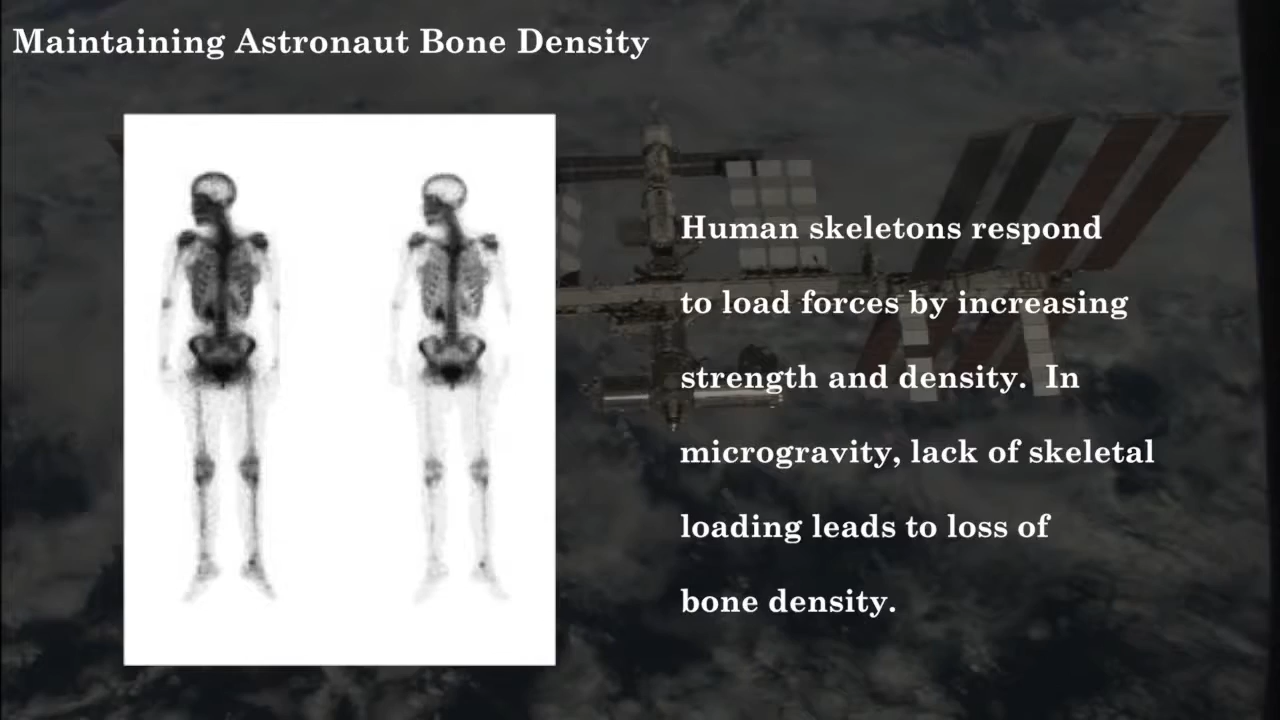 Maintaining Astronaut Bone Density
Human skeletons respond
to load forces by increasing
strength and density.  In
microgravity, lack of skeletal
loading leads to loss of
bone density.